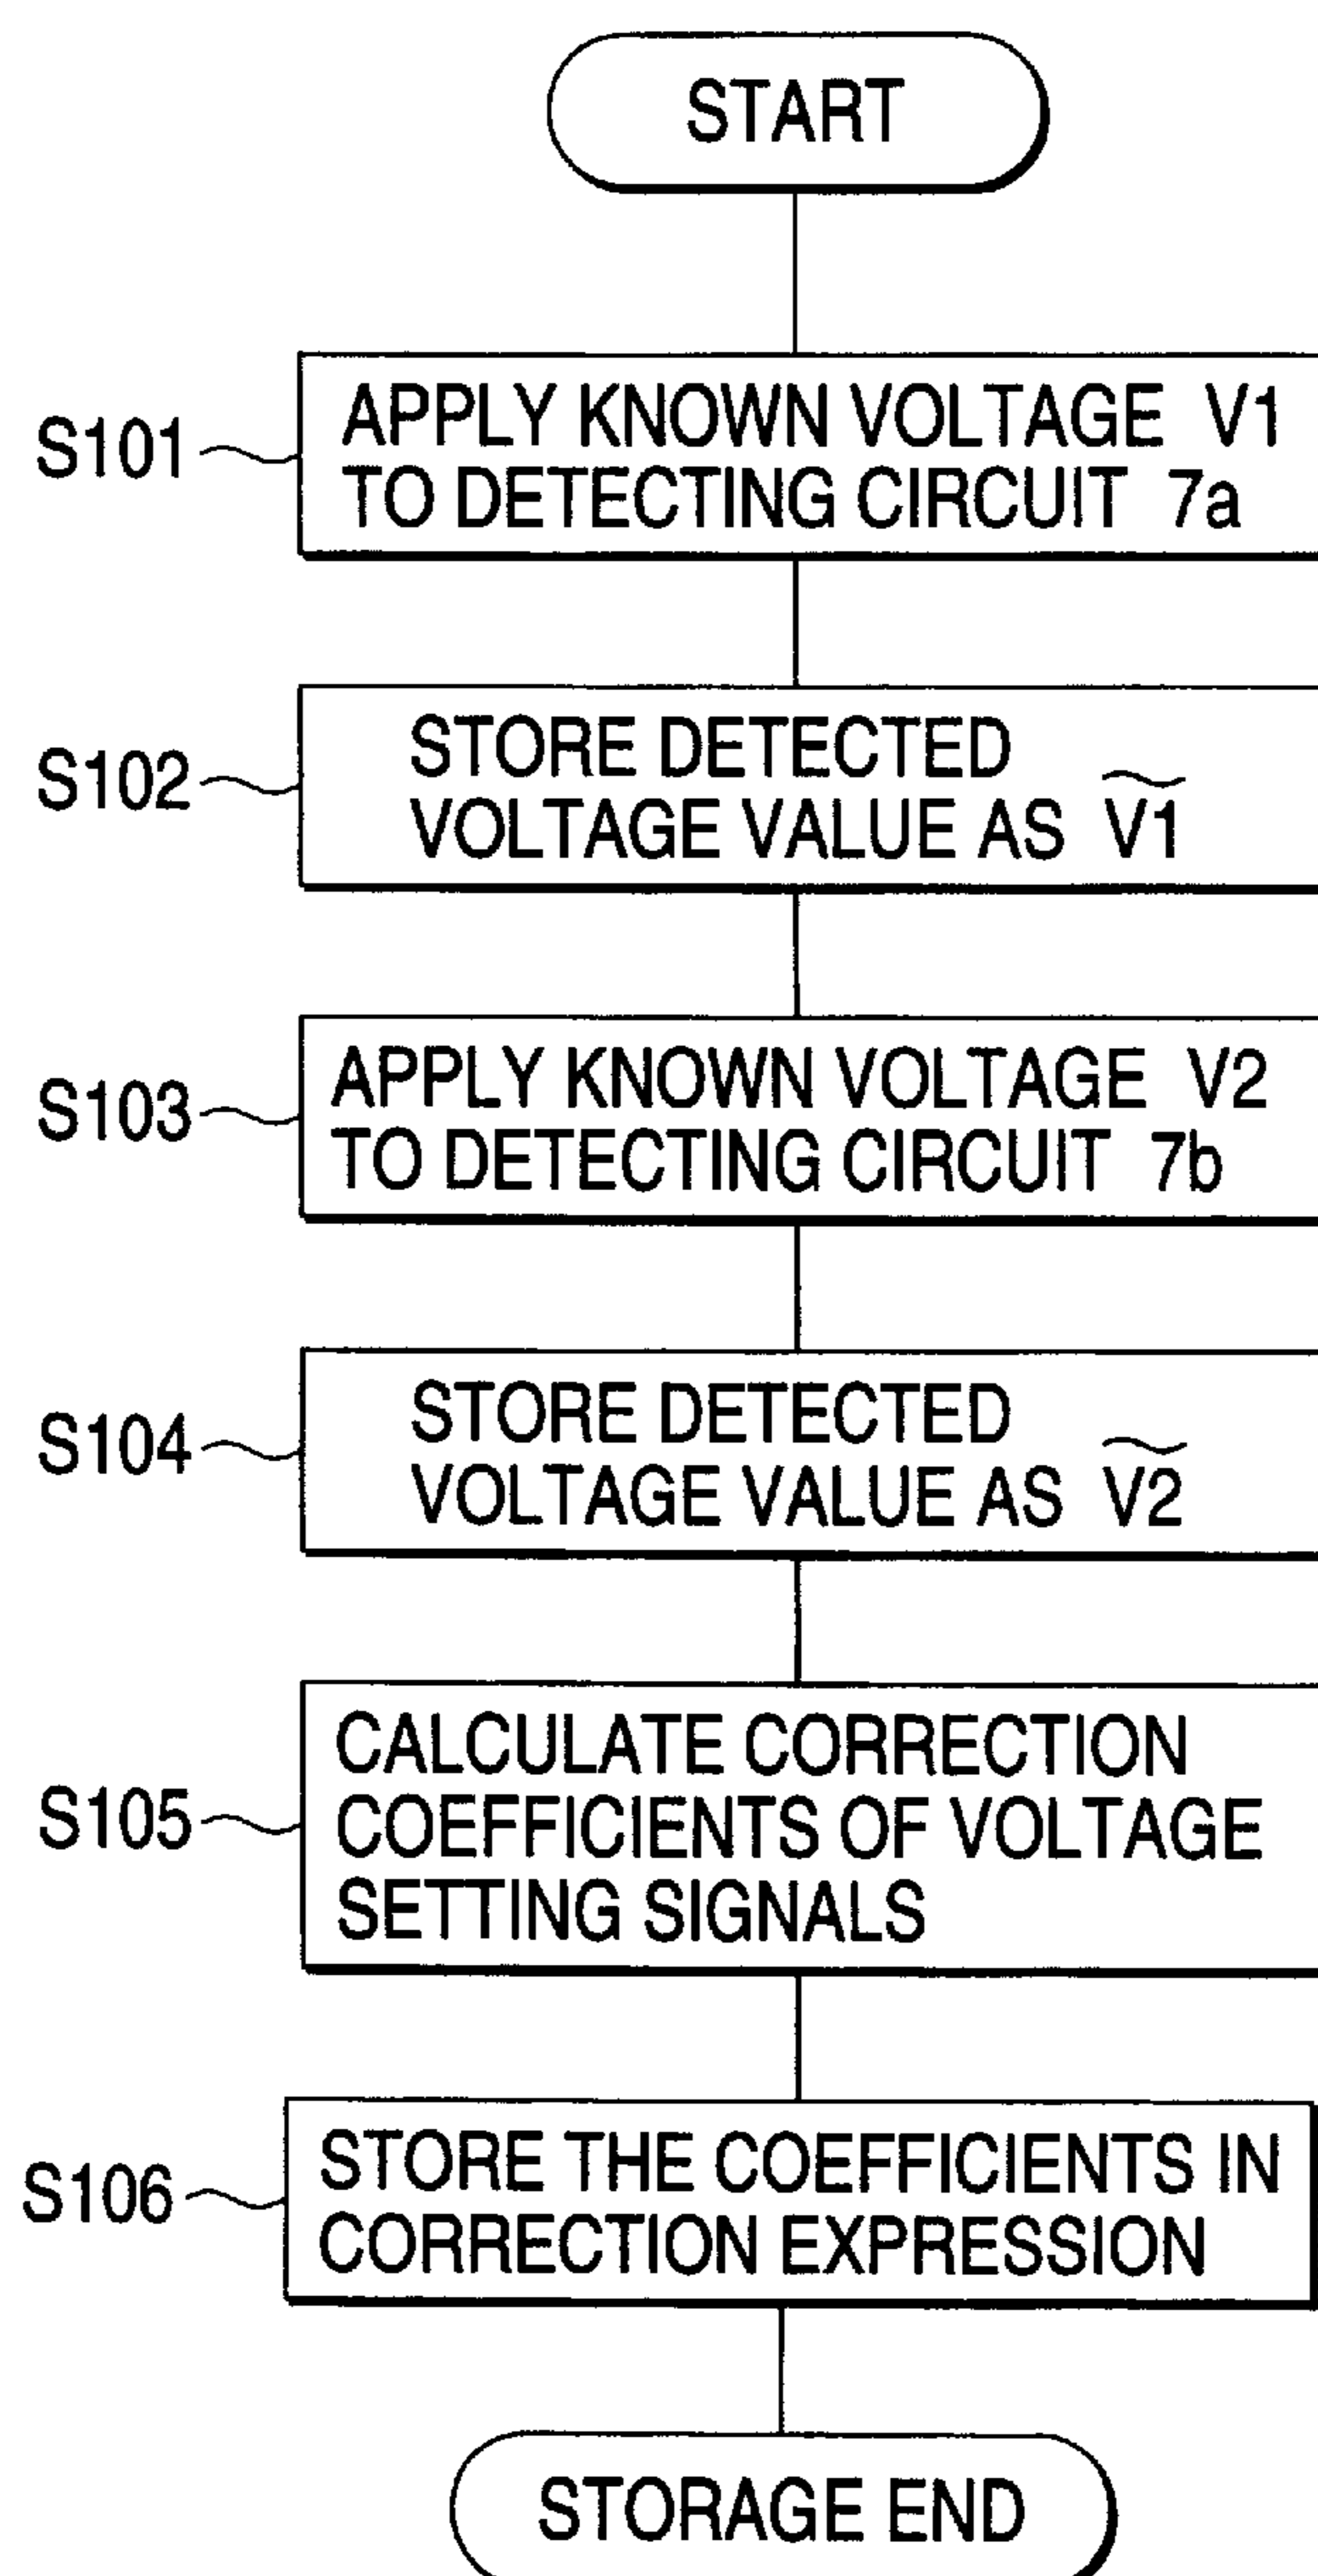 START
S101
APPLY KNOWN VOLTAGE V1
TO DETECTING CIRCUIT 7a
S102
STORE DETECTED
VOLTAGE VALUE AS Ṽ1
S103
APPLY KNOWN VOLTAGE V2
TO DETECTING CIRCUIT 7b
S104
STORE DETECTED
VOLTAGE VALUE AS Ṽ2
S105
CALCULATE CORRECTION
COEFFICIENTS OF VOLTAGE
SETTING SIGNALS
S106
STORE THE COEFFICIENTS IN
CORRECTION EXPRESSION
STORAGE END